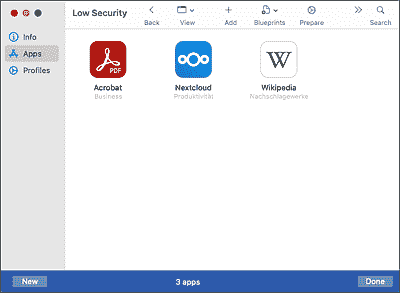 Low Security
Back
View
Add
Blueprints
Prepare
Search
Info
Apps
Profiles
PDF
W
Acrobat
Business
Nextcloud
Produktivität
Wikipedia
Nachschlagewerke
New
3 apps
Done